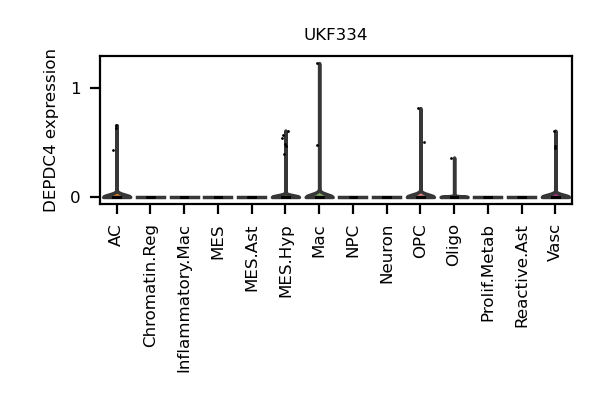 UKF334
DEPDC4 expression
1
0
AC
Chromatin.Reg
Inflammatory.Mac
MES
MES.Ast
MES.Hyp
Mac
NPC
Neuron
OPC
Oligo
Prolif.Metab
Reactive.Ast
Vasc